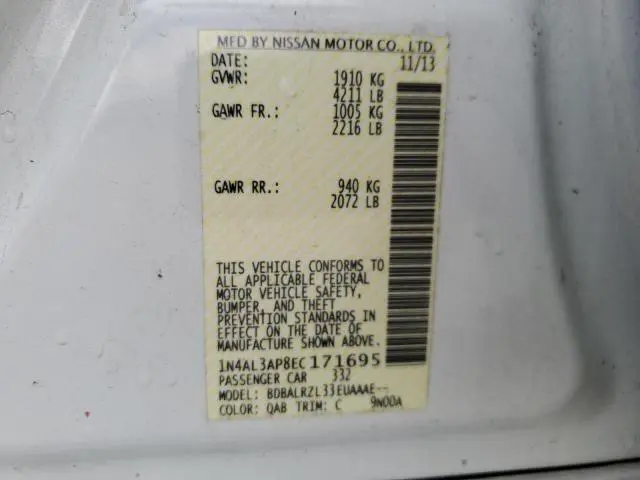 MFD BY NISSAN MOTOR CO., LTD.
DATE: 11/13
GVWR: 1910 KG
4211 LB
GAWR FR.: 1005 KG
2216 LB
GAWR RR.: 940 KG
2072 LB
THIS VEHICLE CONFORMS TO
ALL APPLICABLE FEDERAL
MOTOR VEHICLE SAFETY,
BUMPER, AND THEFT
PREVENTION STANDARDS IN
EFFECT ON THE DATE OF
MANUFACTURE SHOWN ABOVE.
1N4AL3AP8EC171695
PASSENGER CAR 332
MODEL: BDBALRZL33EUAAAE--
COLOR: QAB TRIM: C 9N00A